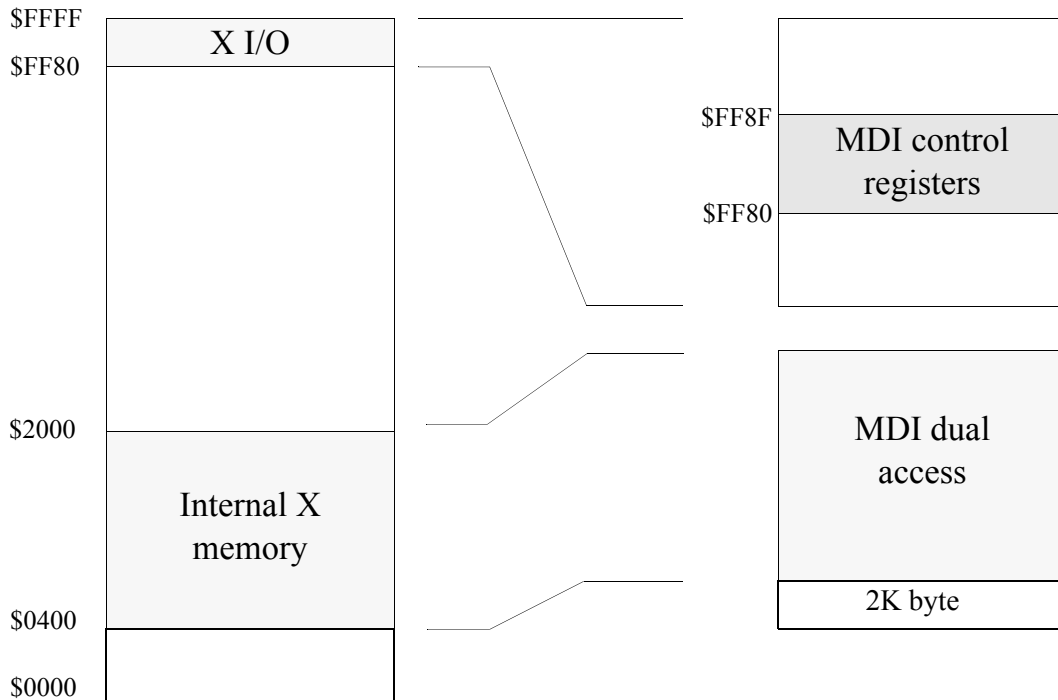 $FFFF
X I/O
$FF80
$2000
Internal X
memory
$0400
$0000
$FF8F
MDI control
registers
$FF80
MDI dual
access
2K byte